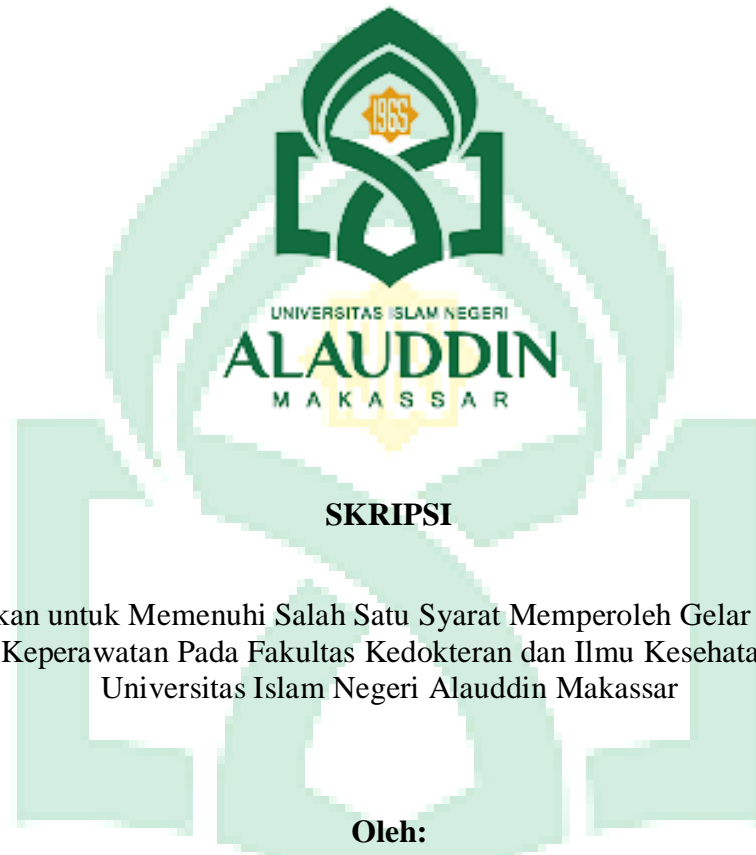 1965
UNIVERSITAS ISLAM NEGERI
ALAUDDIN
MAKASSAR
SKRIPSI
kan untuk Memenuhi Salah Satu Syarat Memperoleh Gelar
Keperawatan Pada Fakultas Kedokteran dan Ilmu Kesehata
Universitas Islam Negeri Alauddin Makassar
Oleh: